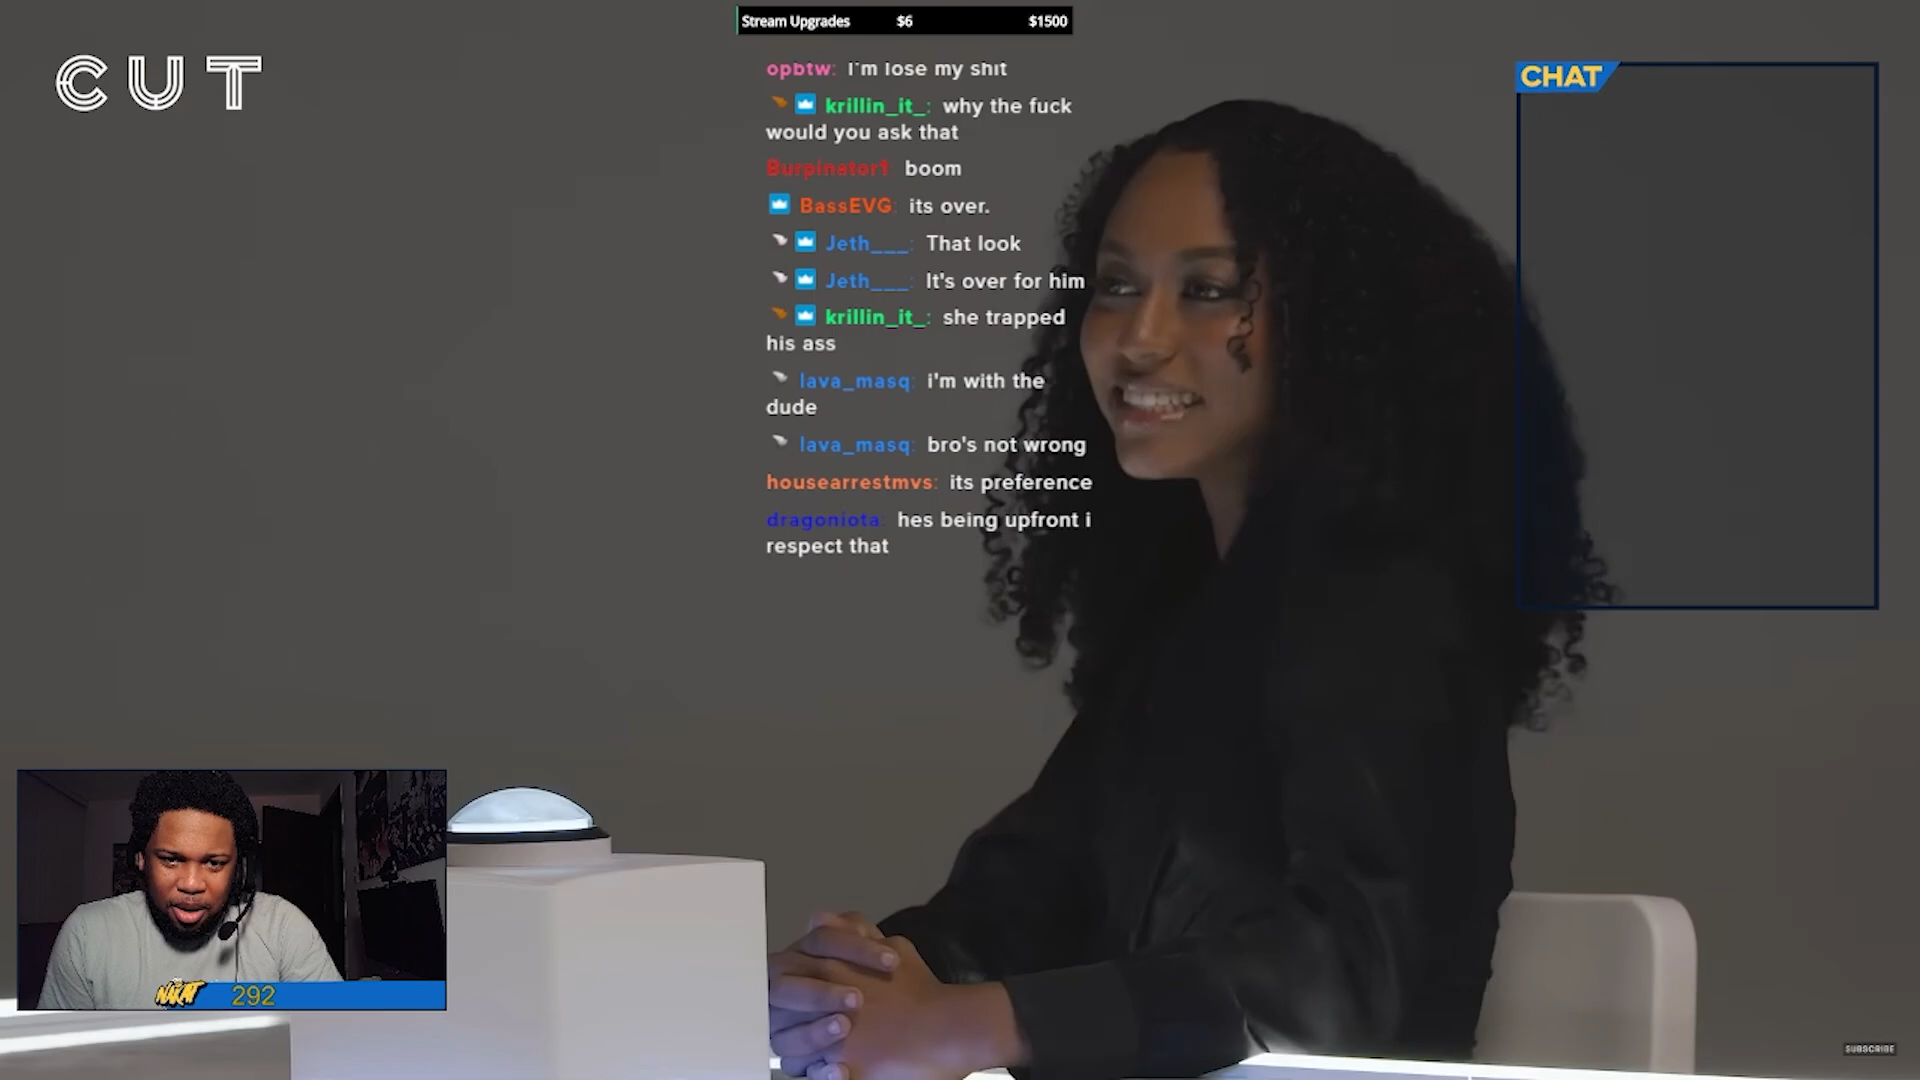 Stream Upgrades $6 $1500
CUT
CHAT
opbtw: I'm lose my shit
krillin_it_: why the fuck
would you ask that
Burpinator1: boom
BassEVG: its over.
Jeth___: That look
Jeth___: It's over for him
krillin_it_: she trapped
his ass
lava_masq: i'm with the
dude
lava_masq: bro's not wrong
housearrestmvs: its preference
dragoniota: hes being upfront i
respect that
NAKAT 292
SUBSCRIBE